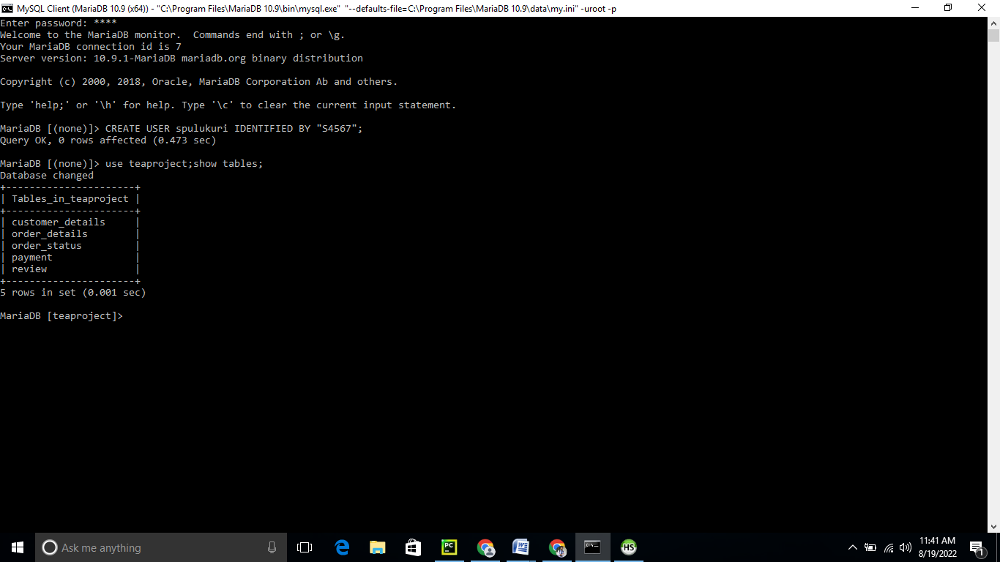 MySQL Client (MariaDB 10.9 (x64)) - "C:\Program Files\MariaDB 10.9\bin\mysql.exe" "--defaults-file=C:\Program Files\MariaDB 10.9\data\my.ini" -uroot -p
Enter password: ****
Welcome to the MariaDB monitor.  Commands end with ; or \g.
Your MariaDB connection id is 7
Server version: 10.9.1-MariaDB mariadb.org binary distribution
Copyright (c) 2000, 2018, Oracle, MariaDB Corporation Ab and others.
Type 'help;' or '\h' for help. Type '\c' to clear the current input statement.
MariaDB [(none)]> CREATE USER spulukuri IDENTIFIED BY "S4567";
Query OK, 0 rows affected (0.473 sec)
MariaDB [(none)]> use teaproject;show tables;
Database changed
+----------------------+
| Tables_in_teaproject |
+----------------------+
| customer_details     |
| order_details        |
| order_status         |
| payment              |
| review               |
+----------------------+
5 rows in set (0.001 sec)
MariaDB [teaproject]>
Ask me anything
PC
W
HS
11:41 AM
8/19/2022
1